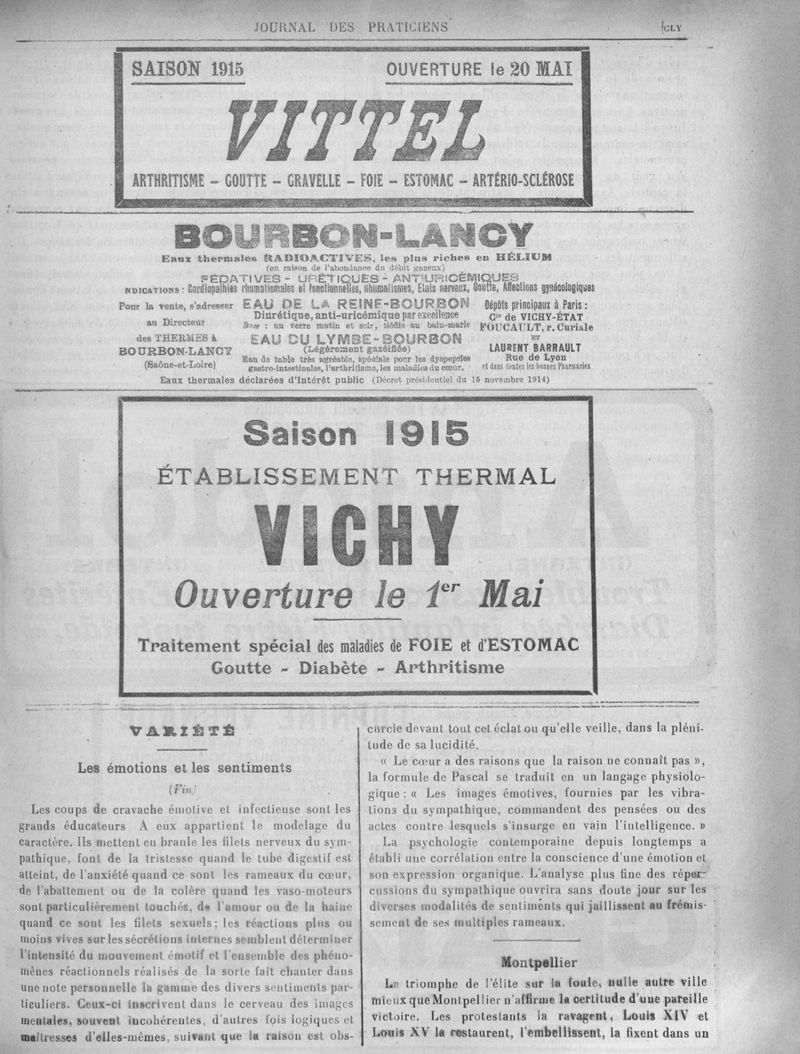 JOURNAL DES PRATICIENS
CLY
SAISON 1915
OUVERTURE le 20 MAI
VITTEL
ARTHRITISME – GOUTTE – GRAVELLE – FOIE – ESTOMAC – ARTÉRIO-SCLÉROSE
BOURBON-LANCY
Eaux thermales RADIOACTIVES, les plus riches en HÉLIUM
(en raison de l'abondance du débit gazeux)
SÉDATIVES - URÉTIQUES - ANTIURICÉMIQUES
NDICATIONS : Cardiopathies rhumatismales et fonctionnelles, Rhumatismes, Etats nerveux, Goutte, Affections gynécologiques
Pour la vente, s'adresser
au Directeur
des THERMES à
BOURBON-LANCY
(Saône-et-Loire)
EAU DE LA REINE-BOURBON
Diurétique, anti-uricémique par excellence
Dose : un verre matin et soir, tiédie au bain-marie
EAU DU LYMBE-BOURBON
(Légèrement gazéifiée)
Eau de table très agréable, spéciale pour les dyspepsies
gastro-intestinales, l'arthritisme, les maladies du cœur.
Dépôts principaux à Paris :
Cie de VICHY-ÉTAT
FOUCAULT, r. Curiale
ET
LAURENT BARRAULT
Rue de Lyon
et dans toutes les bonnes Pharmacies
Eaux thermales déclarées d'Intérêt public (Décret présidentiel du 15 novembre 1914)
Saison 1915
ÉTABLISSEMENT THERMAL
VICHY
Ouverture le 1er Mai
Traitement spécial des maladies de FOIE et d'ESTOMAC
Goutte - Diabète - Arthritisme
VARIÉTÉ
Les émotions et les sentiments
(Fin)
Les coups de cravache émotive et infectieuse sont les
grands éducateurs A eux appartient le modelage du
caractère. Ils mettent en branle les filets nerveux du sym-
pathique, font de la tristesse quand le tube digestif est
atteint, de l'anxiété quand ce sont les rameaux du cœur,
de l'abattement ou de la colère quand les vaso-moteurs
sont particulièrement touchés, de l'amour ou de la haine
quand ce sont les filets sexuels; les réactions plus ou
moins vives sur les sécrétions internes semblent déterminer
l'intensité du mouvement émotif et l'ensemble des phéno-
mènes réactionnels réalisés de la sorte fait chanter dans
une note personnelle la gamme des divers sentiments par-
ticuliers. Ceux-ci inscrivent dans le cerveau des images
mentales, souvent incohérentes, d'autres fois logiques et
maîtresses d'elles-mêmes, suivant que la raison est obs-
curcie devant tout cet éclat ou qu'elle veille, dans la pléni-
tude de sa lucidité.
« Le cœur a des raisons que la raison ne connaît pas »,
la formule de Pascal se traduit en un langage physiolo-
gique : « Les images émotives, fournies par les vibra-
tions du sympathique, commandent des pensées ou des
actes contre lesquels s'insurge en vain l'intelligence. »
La psychologie contemporaine depuis longtemps a
établi une corrélation entre la conscience d'une émotion et
son expression organique. L'analyse plus fine des réper-
cussions du sympathique ouvrira sans doute jour sur les
diverses modalités de sentiments qui jaillissent au frémis-
sement de ses multiples rameaux.
Montpellier
Le triomphe de l'élite sur la foule, nulle autre ville
mieux que Montpellier n'affirme la certitude d'une pareille
victoire. Les protestants la ravagent, Louis XIV et
Louis XV la restaurent, l'embellissent, la fixent dans un